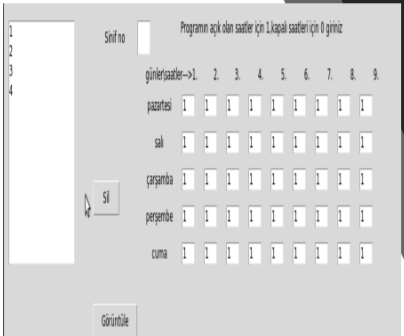 1
2
3
4
Sinif no
Programın açık olan saatler için 1,kapalı saatleri için 0 giriniz
günler\saatler-->1. 2. 3. 4. 5. 6. 7. 8. 9.
pazartesi 1 1 1 1 1 1 1 1 1
salı 1 1 1 1 1 1 1 1 1
çarşamba 1 1 1 1 1 1 1 1 1
perşembe 1 1 1 1 1 1 1 1 1
cuma 1 1 1 1 1 1 1 1 1
Sil
Görüntüle